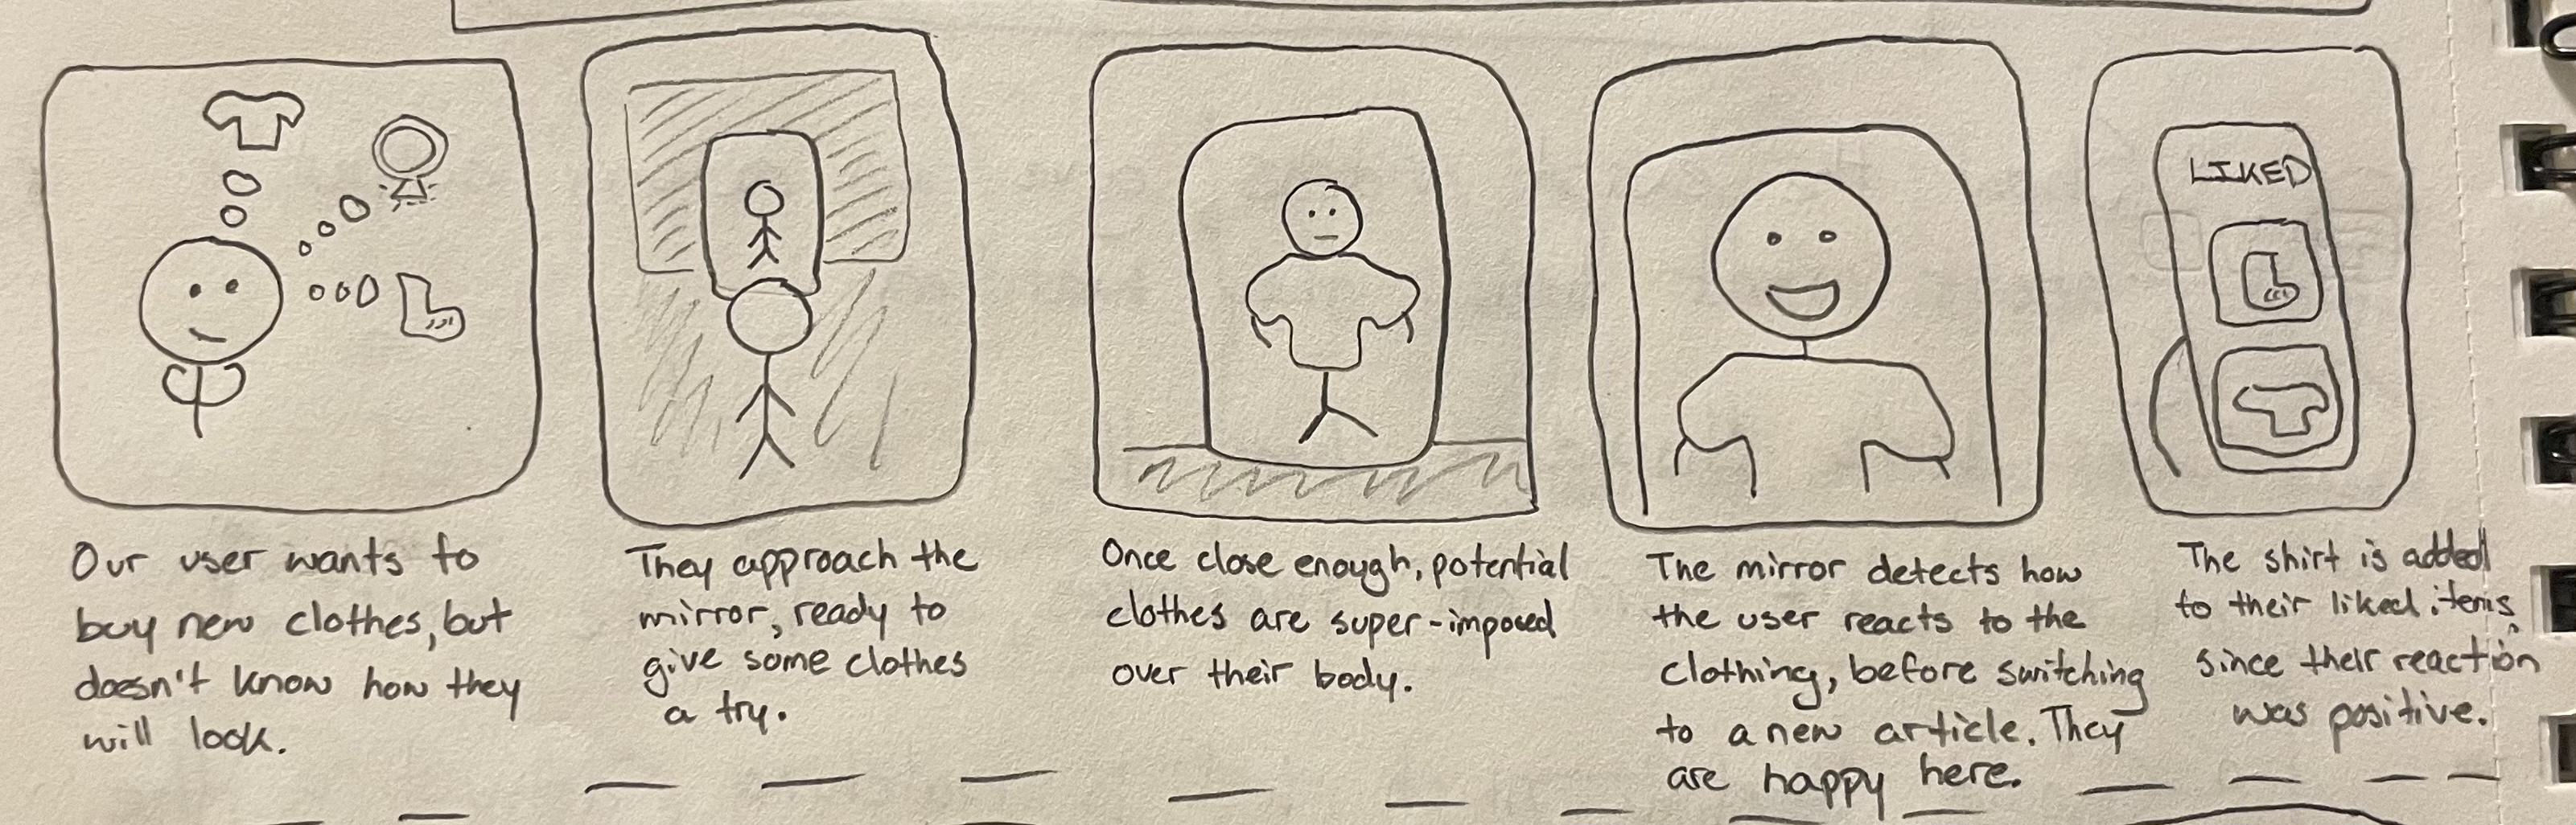 Our user wants to
buy new clothes, but
doesn't know how they
will look.
They approach the
mirror, ready to
give some clothes
a try.
Once close enough, potential
clothes are super-imposed
over their body.
The mirror detects how
the user reacts to the
clothing, before switching
to a new article. They
are happy here.
LIKED
The shirt is added
to their liked items,
since their reaction
was positive.